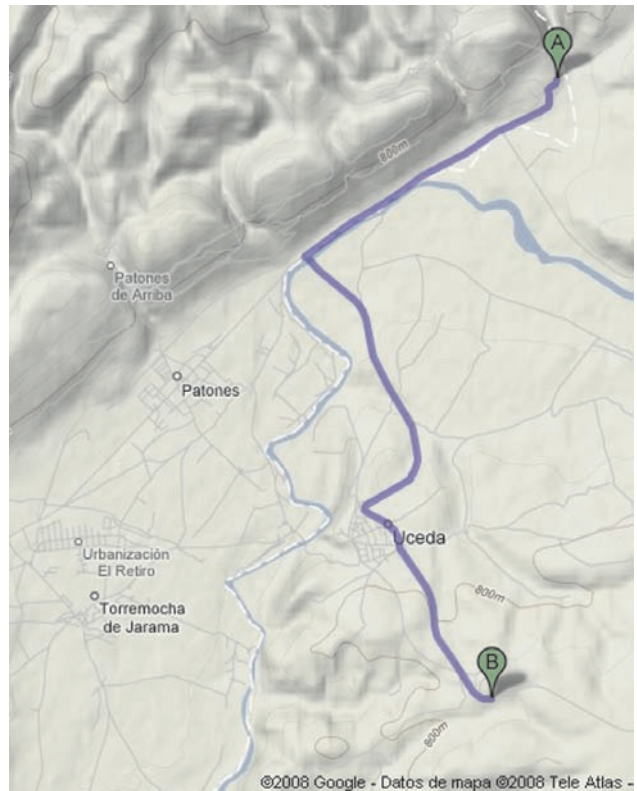 A
800m
Patones
de Arriba
Patones
Uceda
Urbanización
El Retiro
Torremocha
de Jarama
800m
B
800m
©2008 Google - Datos de mapa ©2008 Tele Atlas -